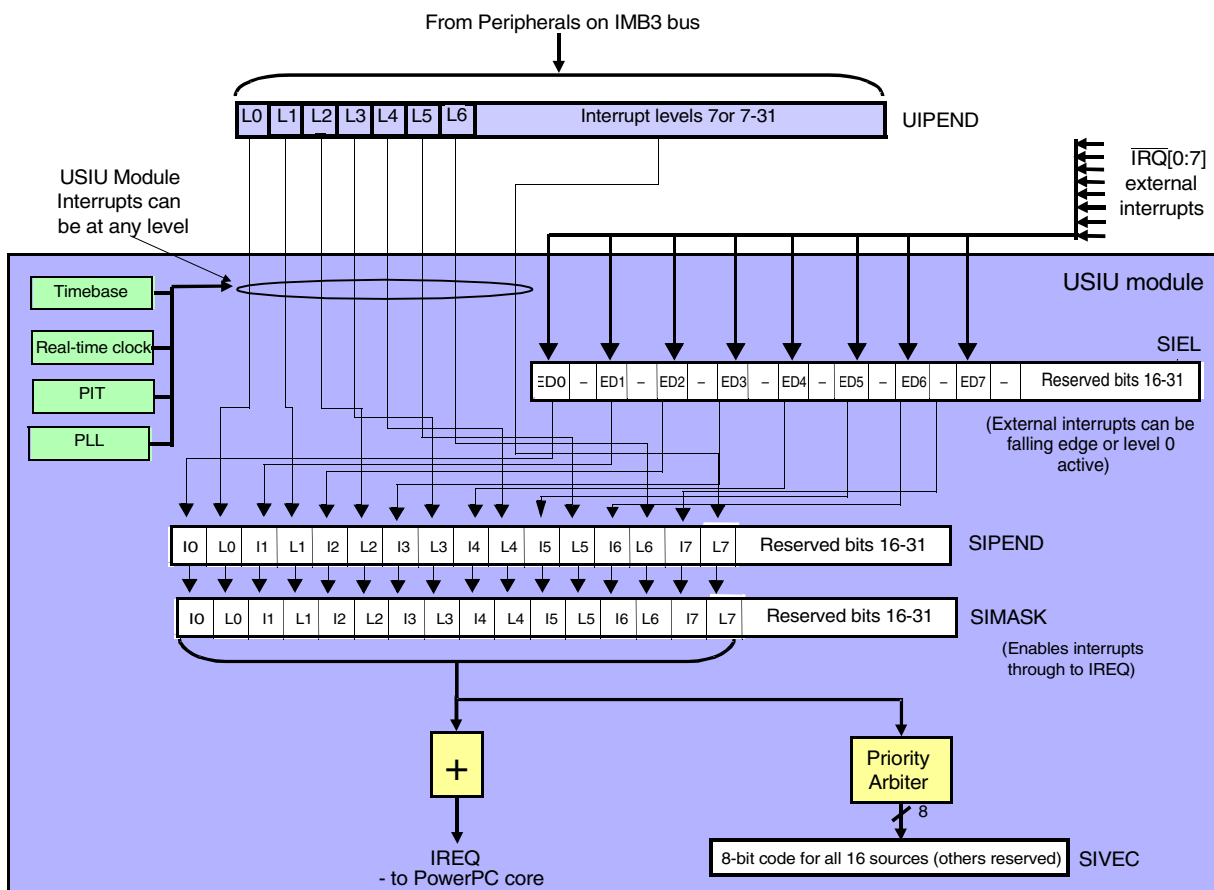 From Peripherals on IMB3 bus
L0 L1 L2 L3 L4 L5 L6 Interrupt levels 7or 7-31
UIPEND
IRQ[0:7]
external
interrupts
USIU Module
Interrupts can
be at any level
USIU module
Timebase
Real-time clock
PIT
PLL
SIEL
ED0 – ED1 – ED2 – ED3 – ED4 – ED5 – ED6 – ED7 – Reserved bits 16-31
(External interrupts can be
falling edge or level 0
active)
I0 L0 I1 L1 I2 L2 I3 L3 I4 L4 I5 L5 I6 L6 I7 L7 Reserved bits 16-31
SIPEND
I0 L0 I1 L1 I2 L2 I3 L3 I4 L4 I5 L5 I6 L6 I7 L7 Reserved bits 16-31
SIMASK
(Enables interrupts
through to IREQ)
+
Priority
Arbiter
8
IREQ
- to PowerPC core
8-bit code for all 16 sources (others reserved)
SIVEC